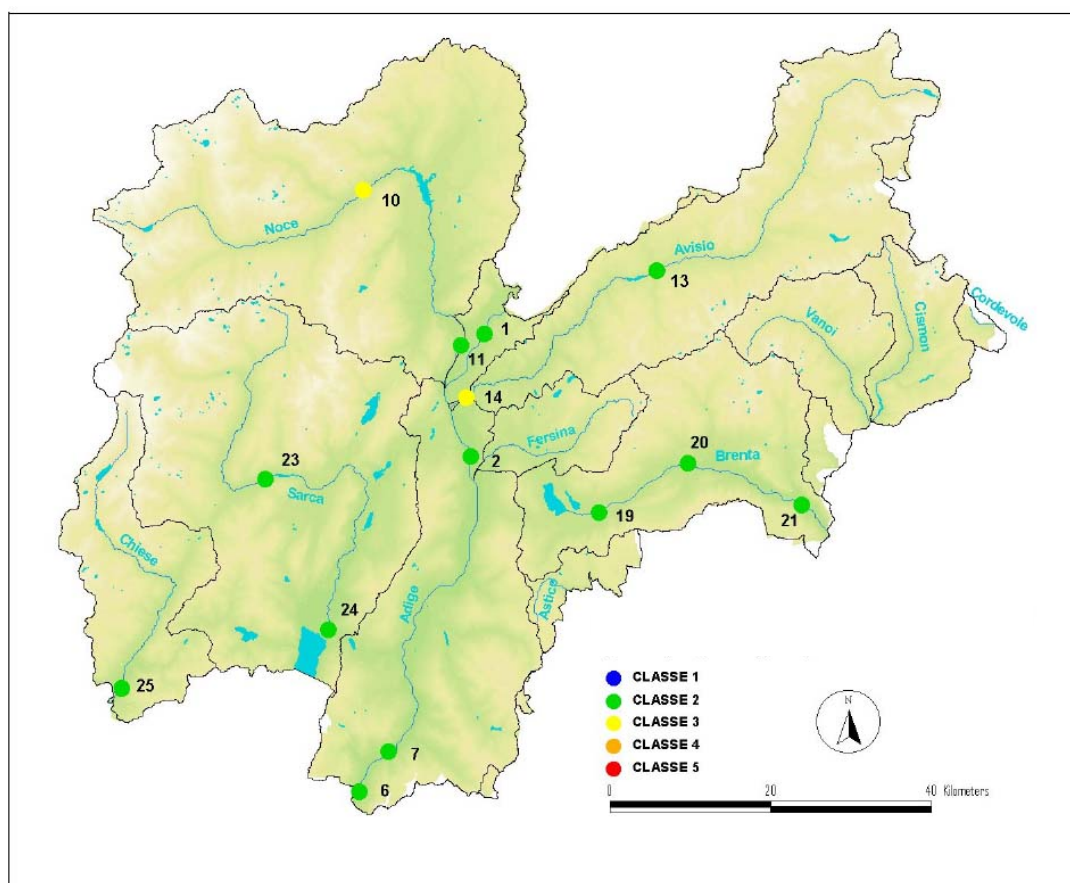 10
Noce
Avisio
13
Cordevole
Cismon
Vanoi
1
11
14
Fersina
2
20
Brenta
23
Sarca
19
21
Chiese
Adige
Astico
24
25
7
6
CLASSE 1
CLASSE 2
CLASSE 3
CLASSE 4
CLASSE 5
N
0 20 40 Kilometers